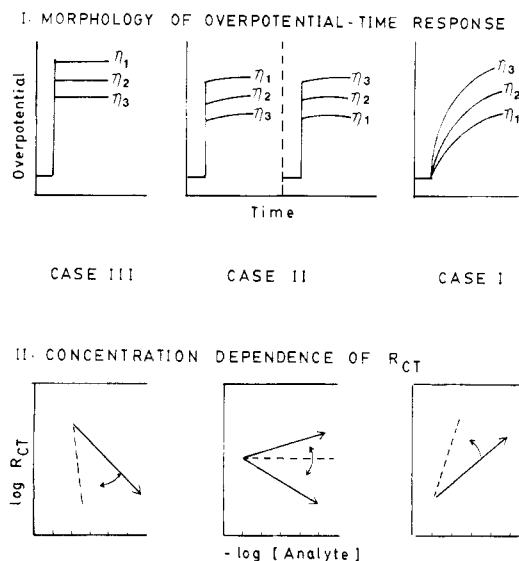 I. MORPHOLOGY OF OVERPOTENTIAL-TIME RESPONSE
Overpotential
η1
η2
η3
η1
η2
η3
η3
η2
η1
η3
η2
η1
Time
CASE III
CASE II
CASE I
II. CONCENTRATION DEPENDENCE OF RCT
log RCT
-log [Analyte]